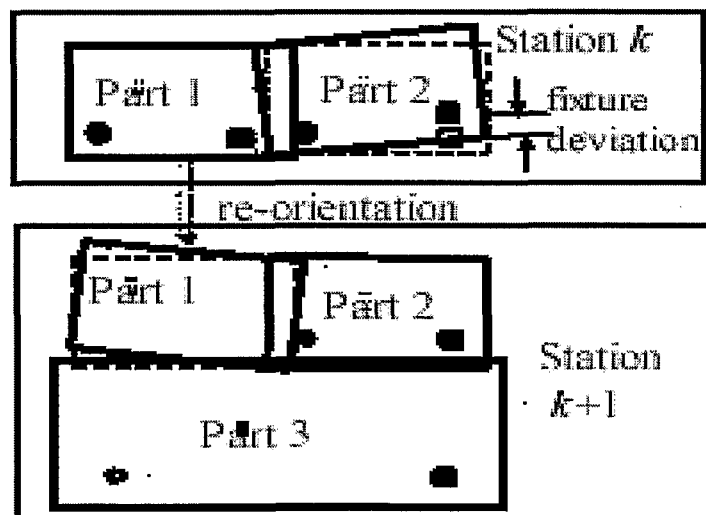 Station k
Part 1
Part 2
fixture
deviation
re-orientation
Part 1
Part 2
Station
k+1
Part 3